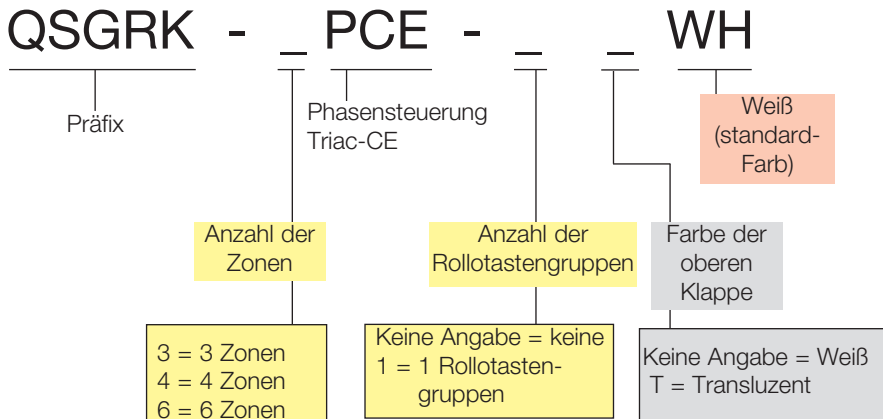 QSGRK - _ PCE - _ _ WH
Präfix
Phasensteuerung
Triac-CE
Weiß
(standard-
Farb)
Anzahl der
Zonen
Anzahl der
Rollotastengruppen
Farbe der
oberen
Klappe
3 = 3 Zonen
4 = 4 Zonen
6 = 6 Zonen
Keine Angabe = keine
1 = 1 Rollotasten-
gruppen
Keine Angabe = Weiß
T = Transluzent